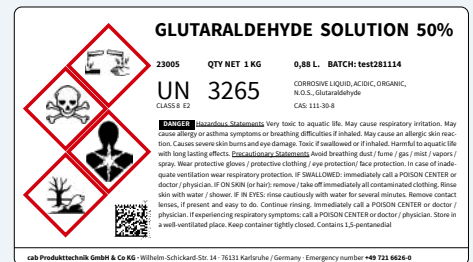 GLUTARALDEHYDE SOLUTION 50%
23005 QTY NET 1 KG 0,88 L. BATCH: test281114
UN 3265
CLASS 8 E2
CORROSIVE LIQUID, ACIDIC, ORGANIC,
N.O.S., Glutaraldehyde
CAS: 111-30-8
DANGER Hazardous Statements Very toxic to aquatic life. May cause respiratory irritation. May
cause allergy or asthma symptoms or breathing difficulties if inhaled. May cause an allergic skin reac-
tion. Causes severe skin burns and eye damage. Toxic if swallowed or if inhaled. Harmful to aquatic life
with long lasting effects. Precautionary Statements Avoid breathing dust / fume / gas / mist / vapors /
spray. Wear protective gloves / protective clothing / eye protection/ face protection. In case of inade-
quate ventilation wear respiratory protection. IF SWALLOWED: immediately call a POISON CENTER or
doctor / physician. IF ON SKIN (or hair): remove / take off immediately all contaminated clothing. Rinse
skin with water / shower. IF IN EYES: rinse cautiously with water for several minutes. Remove contact
lenses, if present and easy to do. Continue rinsing. Immediately call a POISON CENTER or doctor /
physician. If experiencing respiratory symptoms: call a POISON CENTER or doctor / physician. Store in
a well-ventilated place. Keep container tightly closed. Contains 1,5-pentanedial
cab Produkttechnik GmbH & Co KG - Wilhelm-Schickard-Str. 14 · 76131 Karlsruhe / Germany · Emergency number +49 721 6626-0